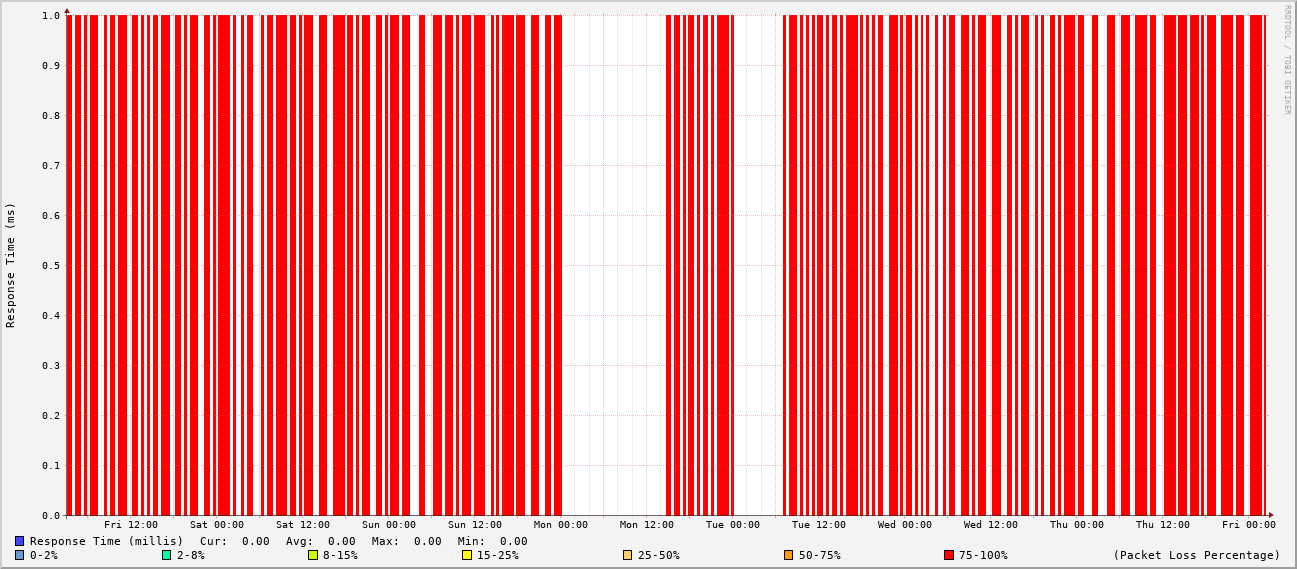 RRDTOOL / TOBI OETIKER
Response Time (ms)
1.0
0.9
0.8
0.7
0.6
0.5
0.4
0.3
0.2
0.1
0.0
Fri 12:00 Sat 00:00 Sat 12:00 Sun 00:00 Sun 12:00 Mon 00:00 Mon 12:00 Tue 00:00 Tue 12:00 Wed 00:00 Wed 12:00 Thu 00:00 Thu 12:00 Fri 00:00
Response Time (millis) Cur: 0.00 Avg: 0.00 Max: 0.00 Min: 0.00
0-2% 2-8% 8-15% 15-25% 25-50% 50-75% 75-100% (Packet Loss Percentage)